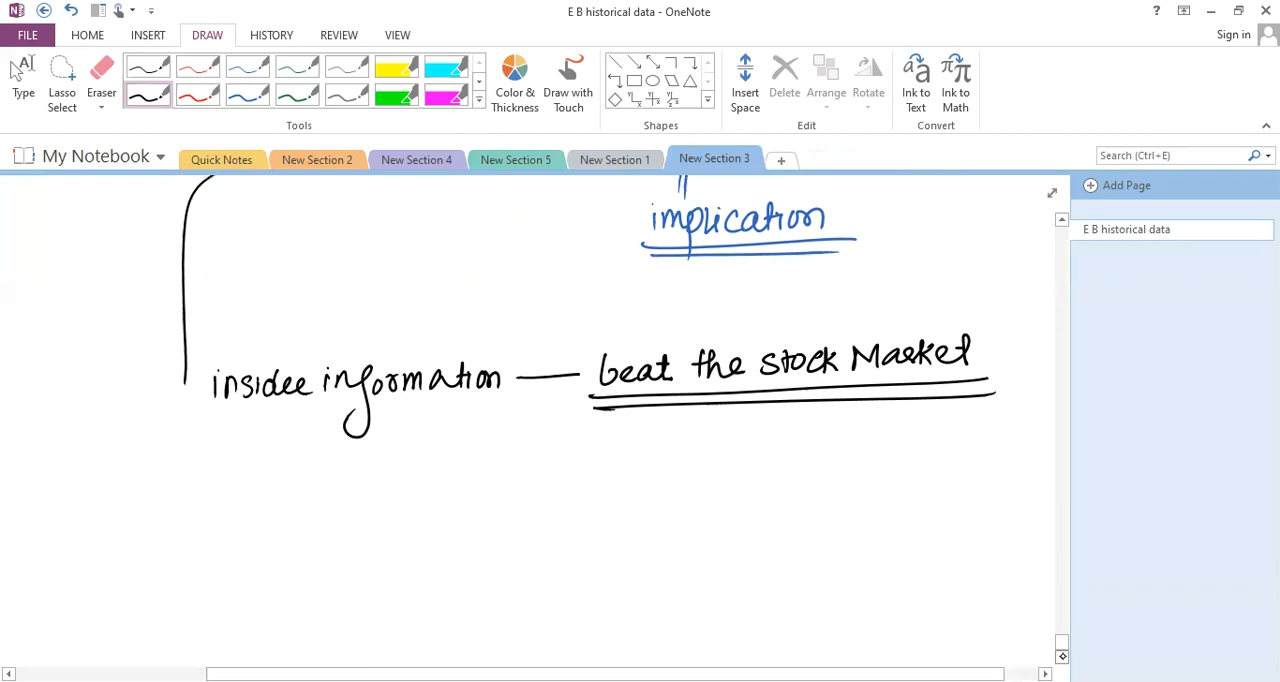 E B historical data - OneNote
Sign in
FILE HOME INSERT DRAW HISTORY REVIEW VIEW
Type
Lasso Select
Eraser
Color & Thickness
Draw with Touch
Insert Space
Delete
Arrange
Rotate
Ink to Text
Ink to Math
Tools
Shapes
Edit
Convert
My Notebook
Quick Notes
New Section 2
New Section 4
New Section 5
New Section 1
New Section 3
Search (Ctrl+E)
Add Page
E B historical data
implication
insidee information — beat the stock Market